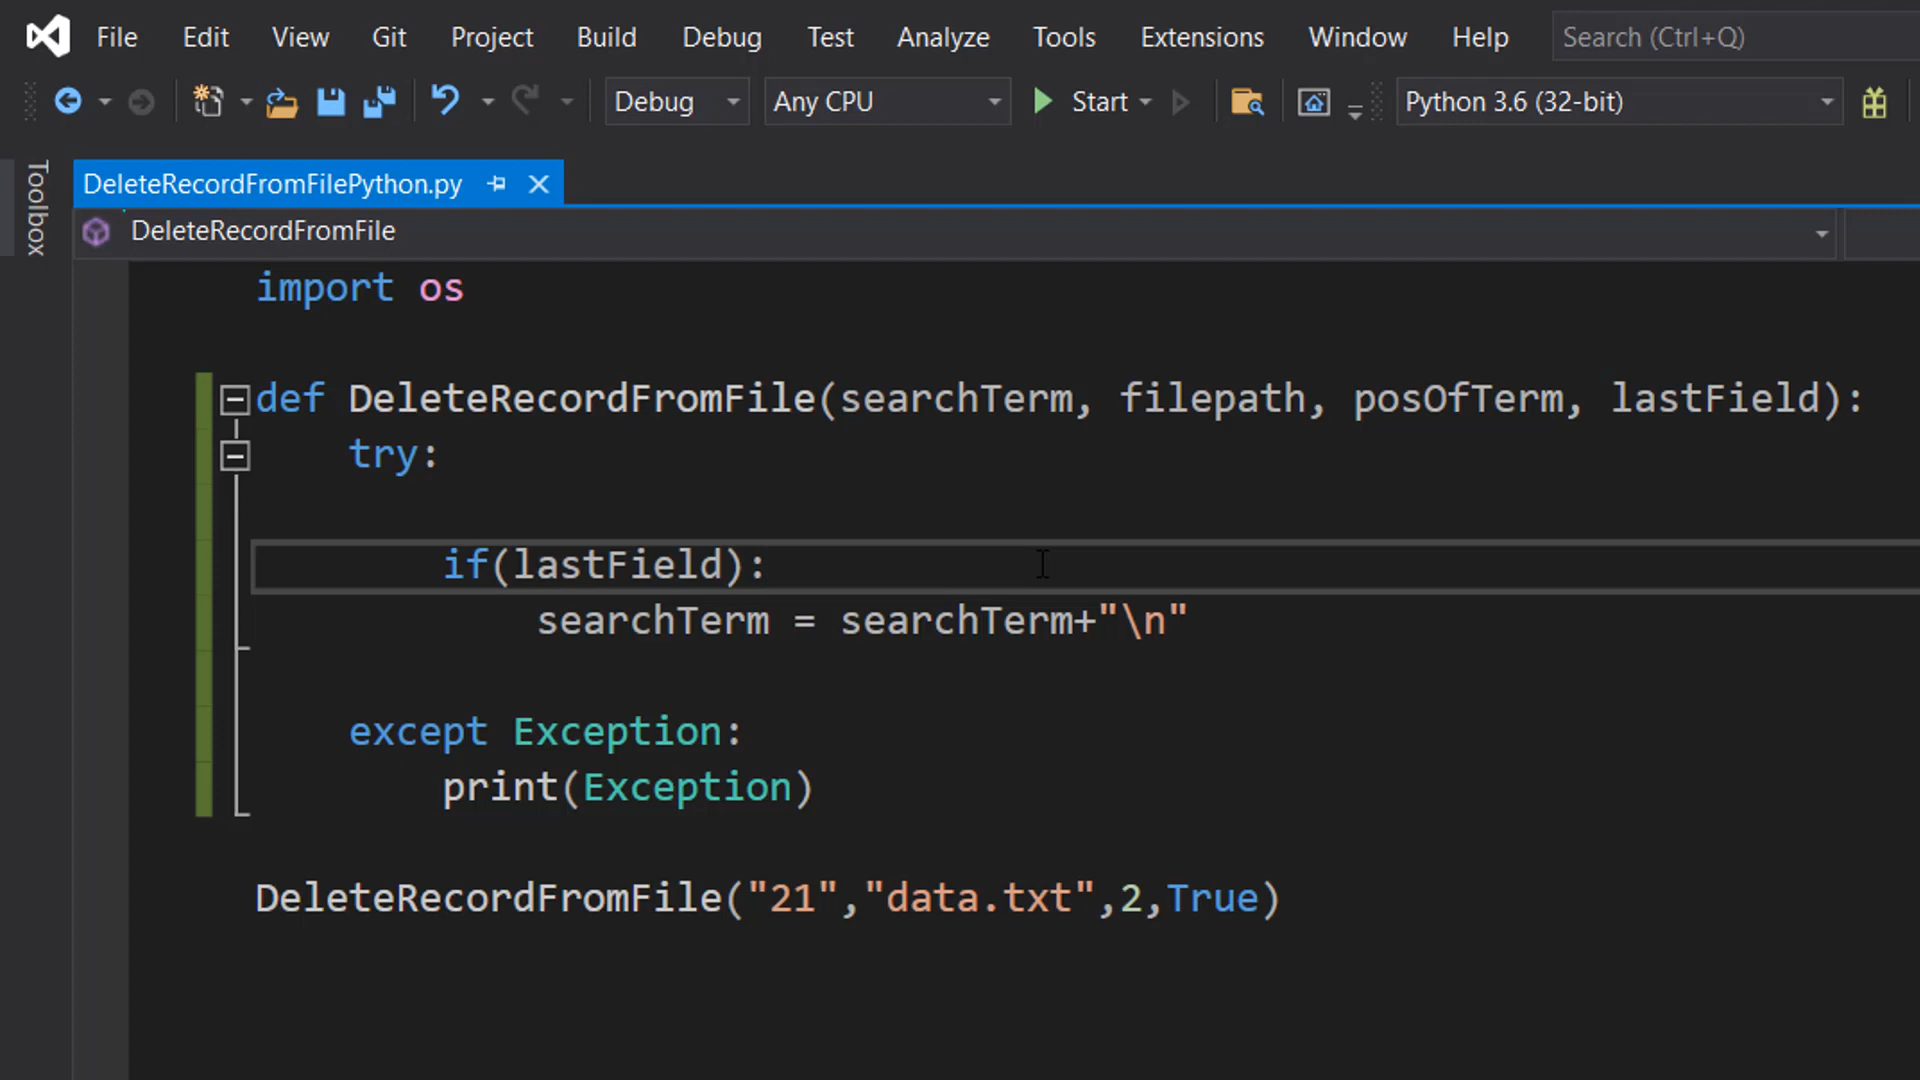 File Edit View Git Project Build Debug Test Analyze Tools Extensions Window Help Search (Ctrl+Q)
Debug Any CPU Start Python 3.6 (32-bit)
Toolbox
DeleteRecordFromFilePython.py
DeleteRecordFromFile
import os
def DeleteRecordFromFile(searchTerm, filepath, posOfTerm, lastField):
try:
if(lastField):
searchTerm = searchTerm+"\n"
except Exception:
print(Exception)
DeleteRecordFromFile("21","data.txt",2,True)